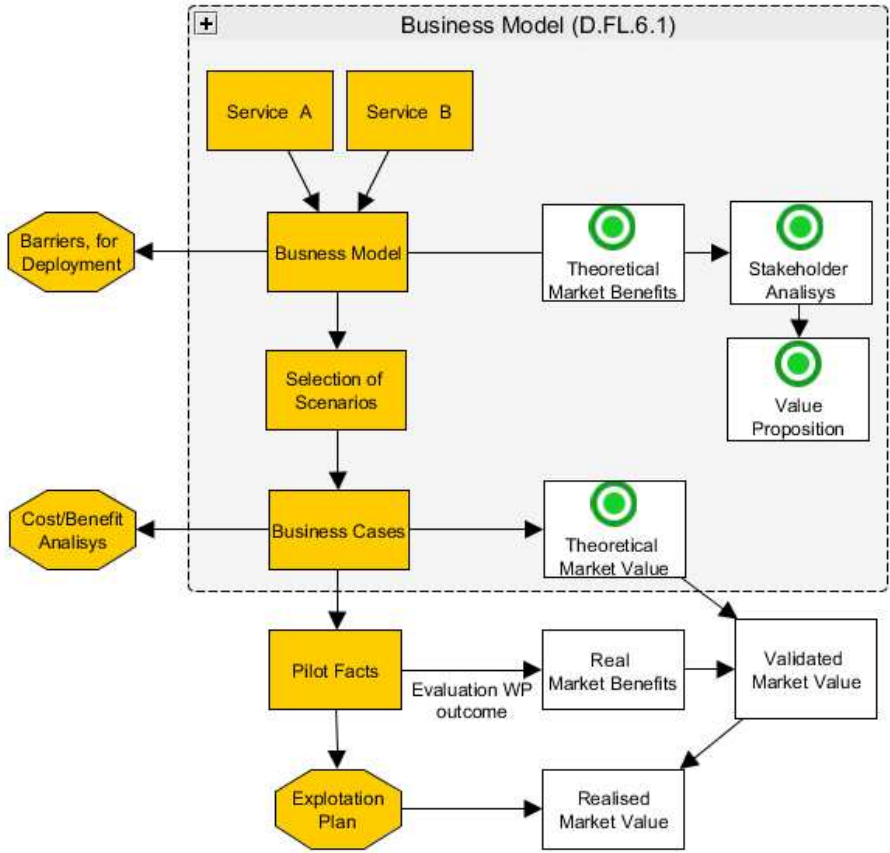 Business Model (D.FL.6.1)
Service A
Service B
Barriers, for
Deployment
Busness Model
Theoretical
Market Benefits
Stakeholder
Analisys
Selection of
Scenarios
Value
Proposition
Cost/Benefit
Analisys
Business Cases
Theoretical
Market Value
Pilot Facts
Evaluation WP
outcome
Real
Market Benefits
Validated
Market Value
Explotation
Plan
Realised
Market Value